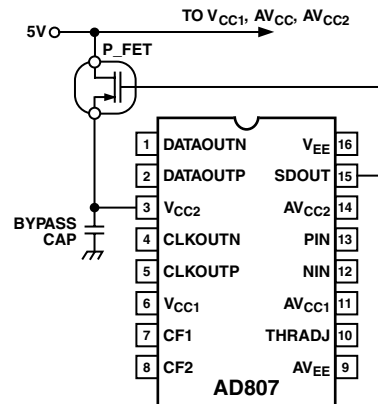 TO VCC1, AVCC, AVCC2
5V
P_FET
1 DATAOUTN VEE 16
2 DATAOUTP SDOUT 15
3 VCC2 AVCC2 14
BYPASS
CAP
4 CLKOUTN PIN 13
5 CLKOUTP NIN 12
6 VCC1 AVCC1 11
7 CF1 THRADJ 10
8 CF2 AVEE 9
AD807